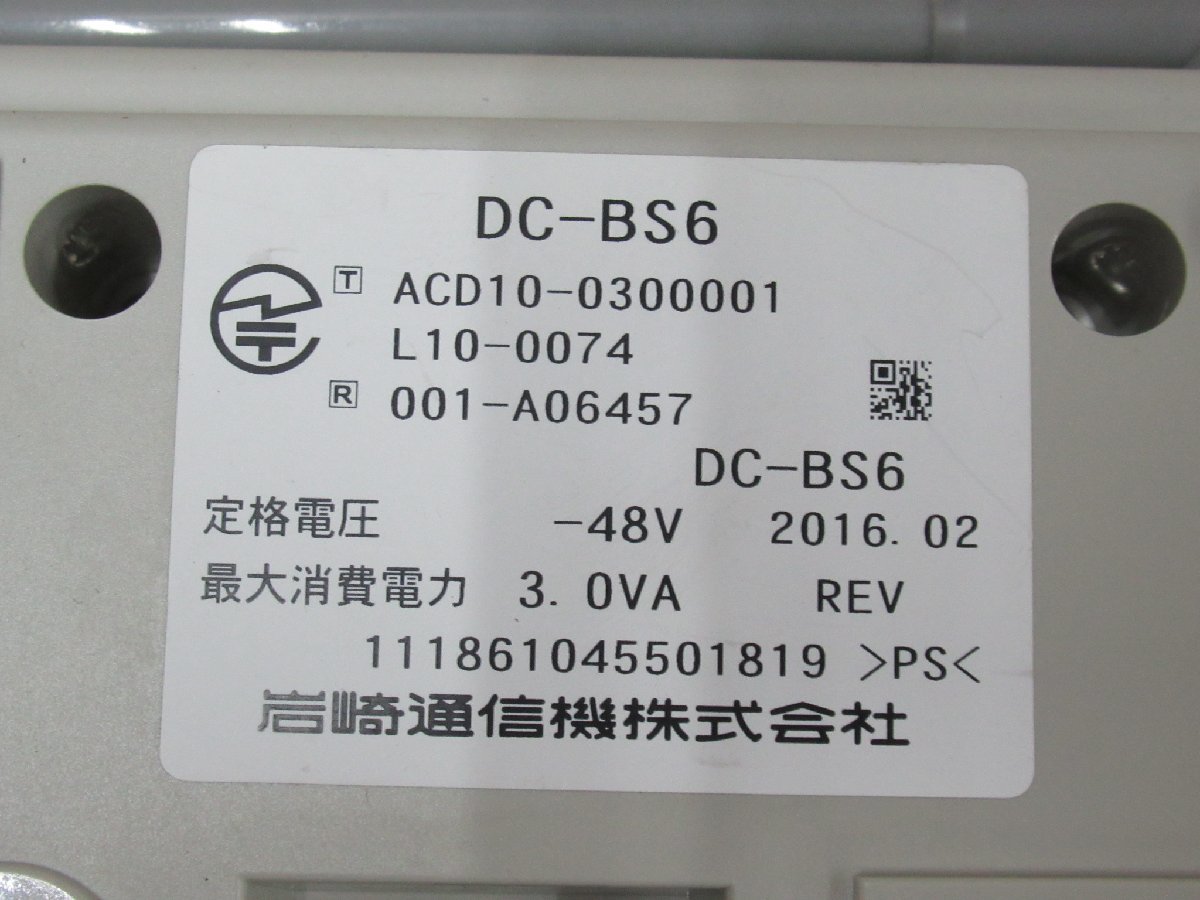 DC-BS6
T ACD10-0300001
L10-0074
R 001-A06457
DC-BS6
定格電圧 -48V 2016.02
最大消費電力 3.0VA REV
111861045501819 >PS<
岩崎通信機株式会社